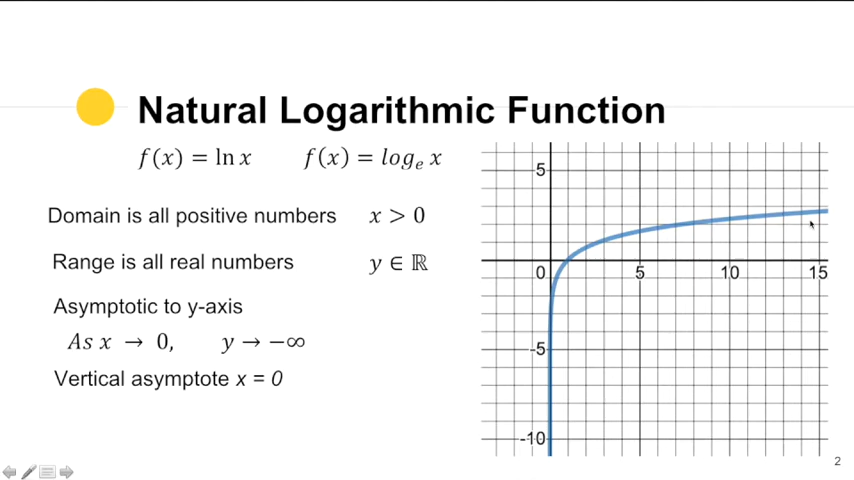 Natural Logarithmic Function
f(x) = ln x f(x) = logₑ x
Domain is all positive numbers x > 0
Range is all real numbers y ∈ ℝ
Asymptotic to y-axis
As x → 0, y → −∞
Vertical asymptote x = 0
5
0 5 10 15
-5
-10
2